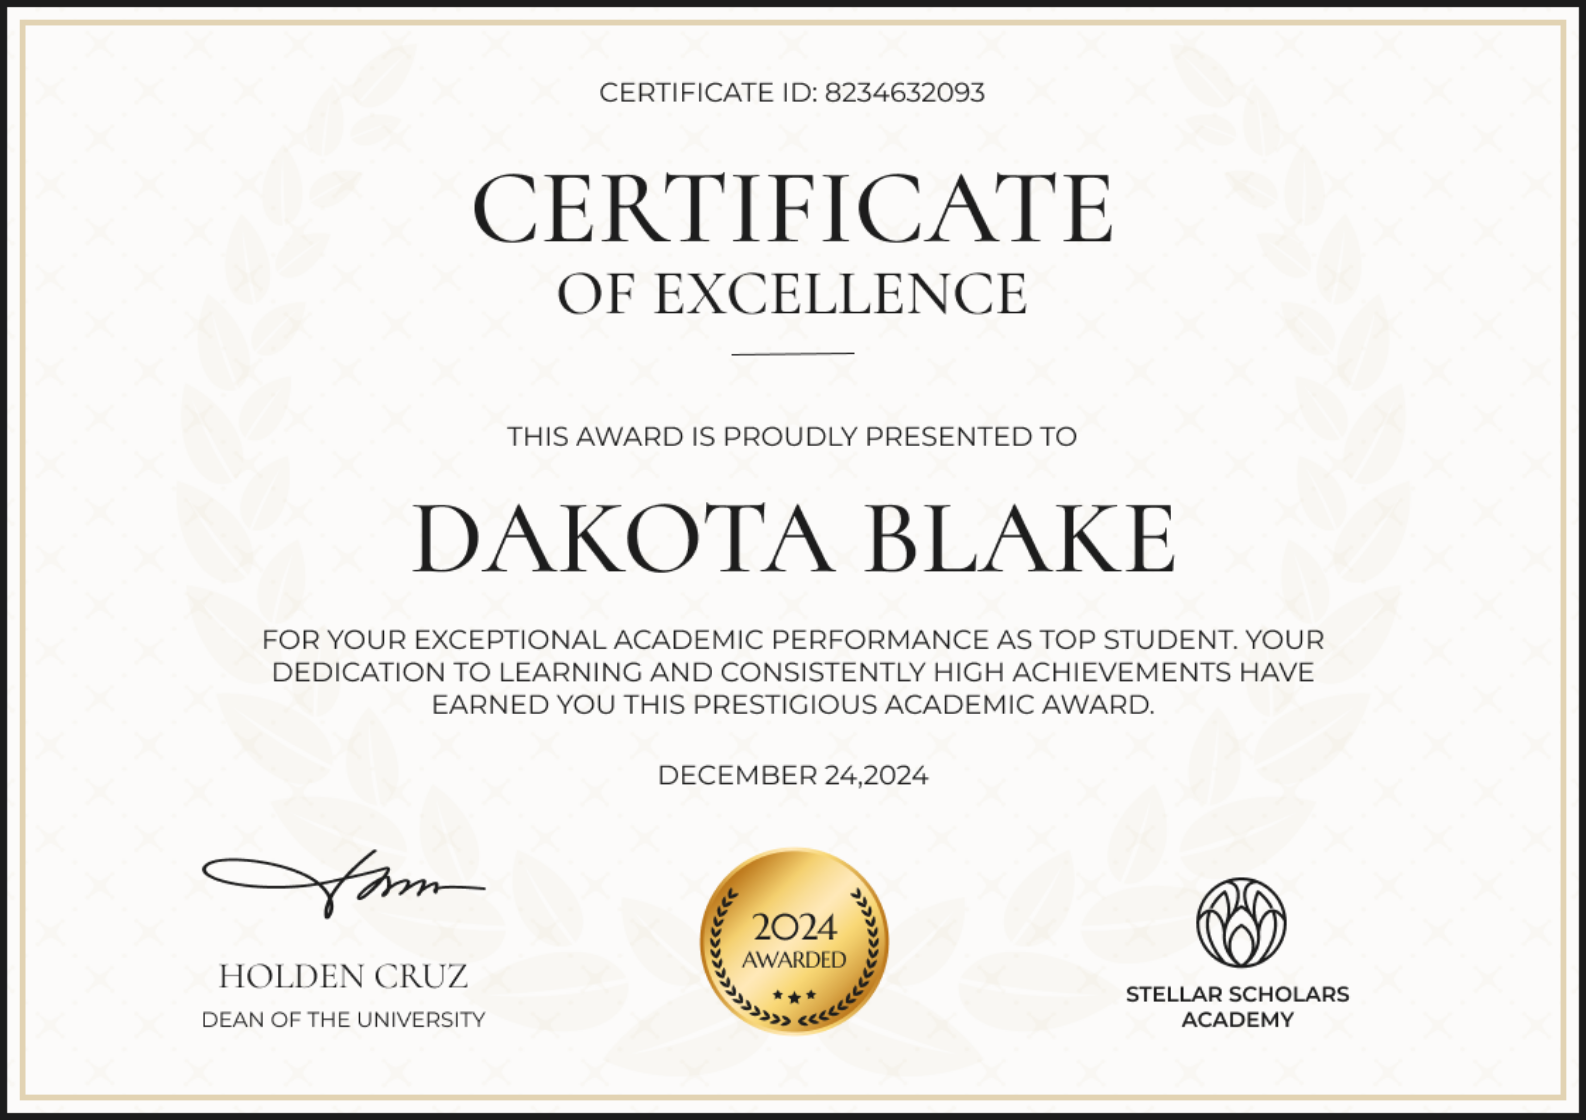 CERTIFICATE ID: 8234632093
CERTIFICATE
OF EXCELLENCE
THIS AWARD IS PROUDLY PRESENTED TO
DAKOTA BLAKE
FOR YOUR EXCEPTIONAL ACADEMIC PERFORMANCE AS TOP STUDENT. YOUR
DEDICATION TO LEARNING AND CONSISTENTLY HIGH ACHIEVEMENTS HAVE
EARNED YOU THIS PRESTIGIOUS ACADEMIC AWARD.
DECEMBER 24,2024
HOLDEN CRUZ
DEAN OF THE UNIVERSITY
2024
AWARDED
STELLAR SCHOLARS
ACADEMY